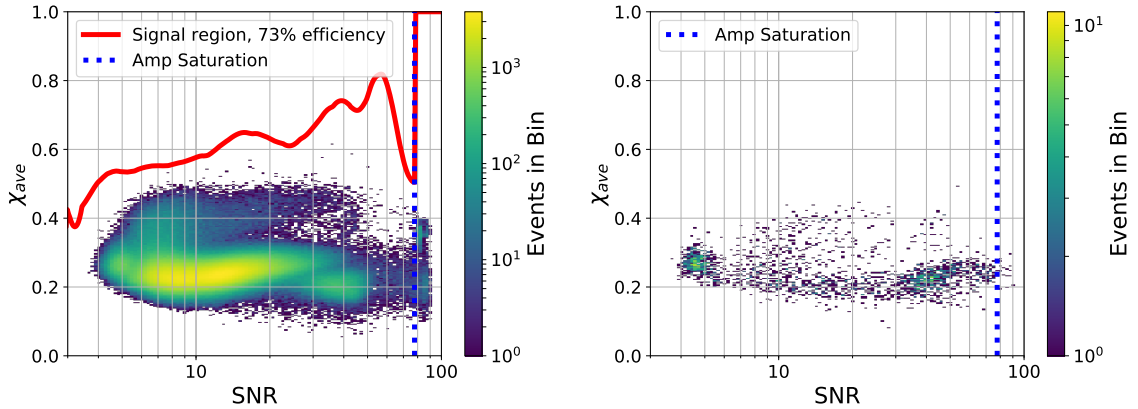 1.0
0.8
0.6
0.4
0.2
0.0
χave
10
100
SNR
Signal region, 73% efficiency
Amp Saturation
10³
10²
10¹
10⁰
Events in Bin
1.0
0.8
0.6
0.4
0.2
0.0
χave
10
100
SNR
Amp Saturation
10¹
10⁰
Events in Bin